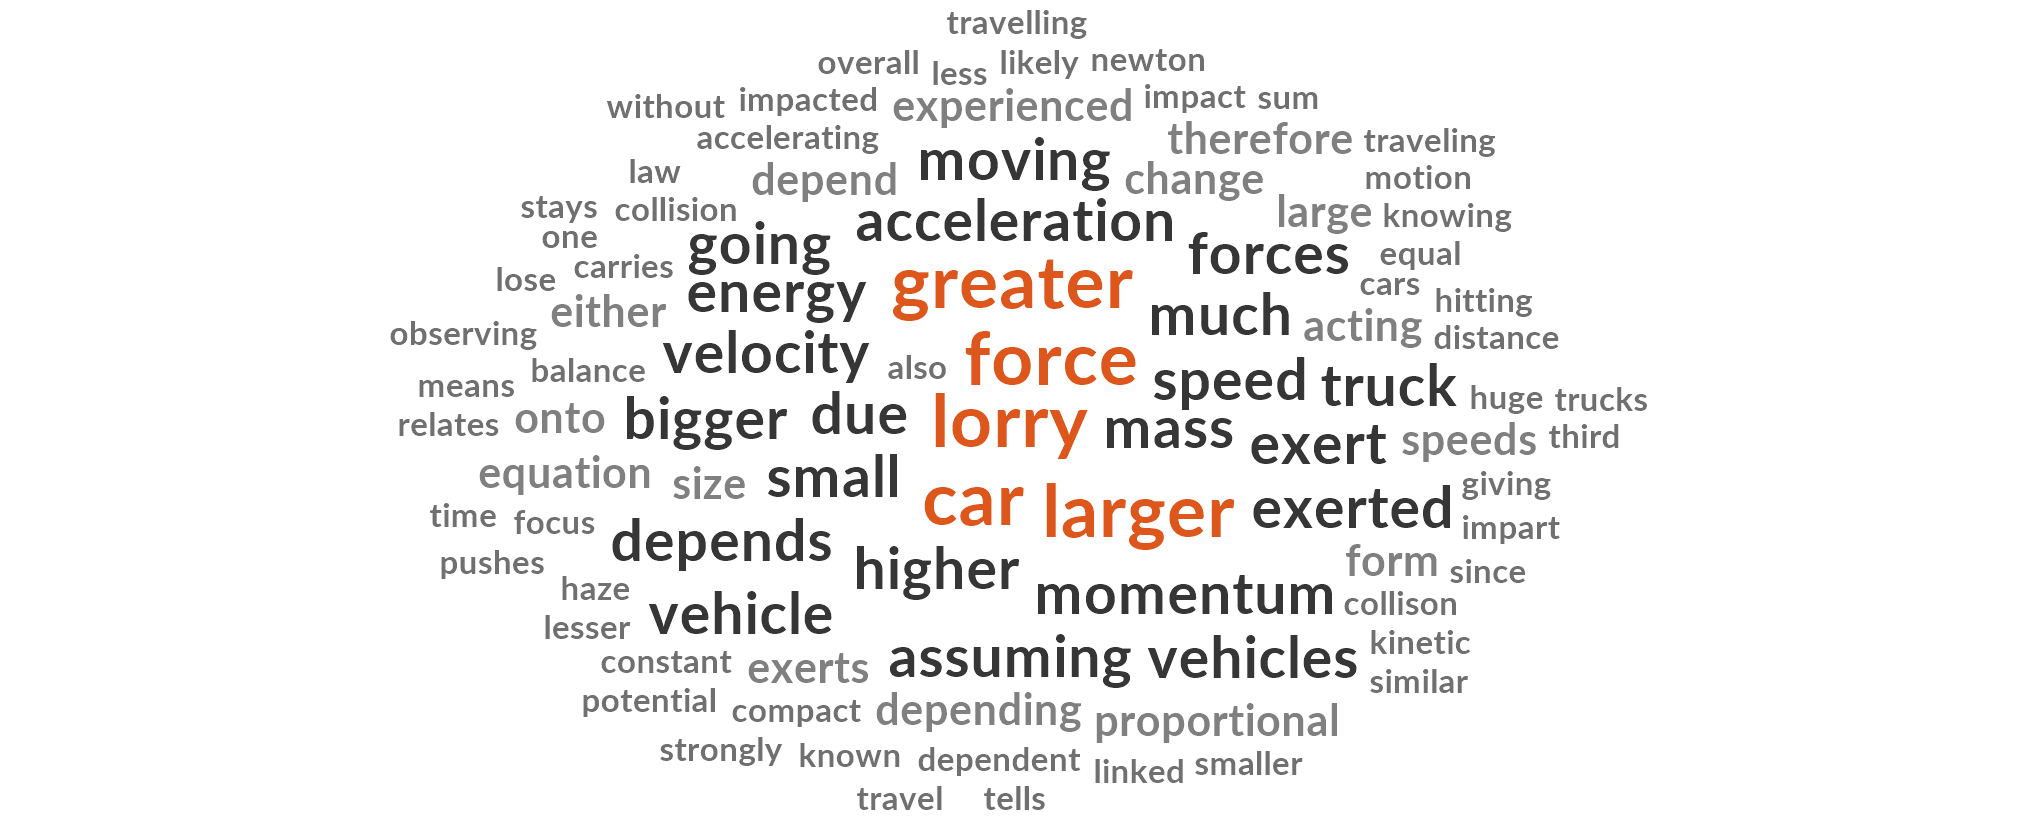 travelling
overall less likely newton
without impacted experienced impact sum
accelerating therefore traveling
law depend moving change motion
stays collision acceleration large knowing
one going forces equal
lose carries energy greater cars hitting
observing either velocity much acting distance
means balance also force speed truck huge trucks
relates onto bigger due lorry mass exert speeds third
equation size small car larger exerted giving
time focus depends impart
pushes higher form since
haze vehicle momentum collison
lesser constant exerts assuming vehicles kinetic
potential compact depending proportional similar
strongly known dependent linked smaller
travel tells